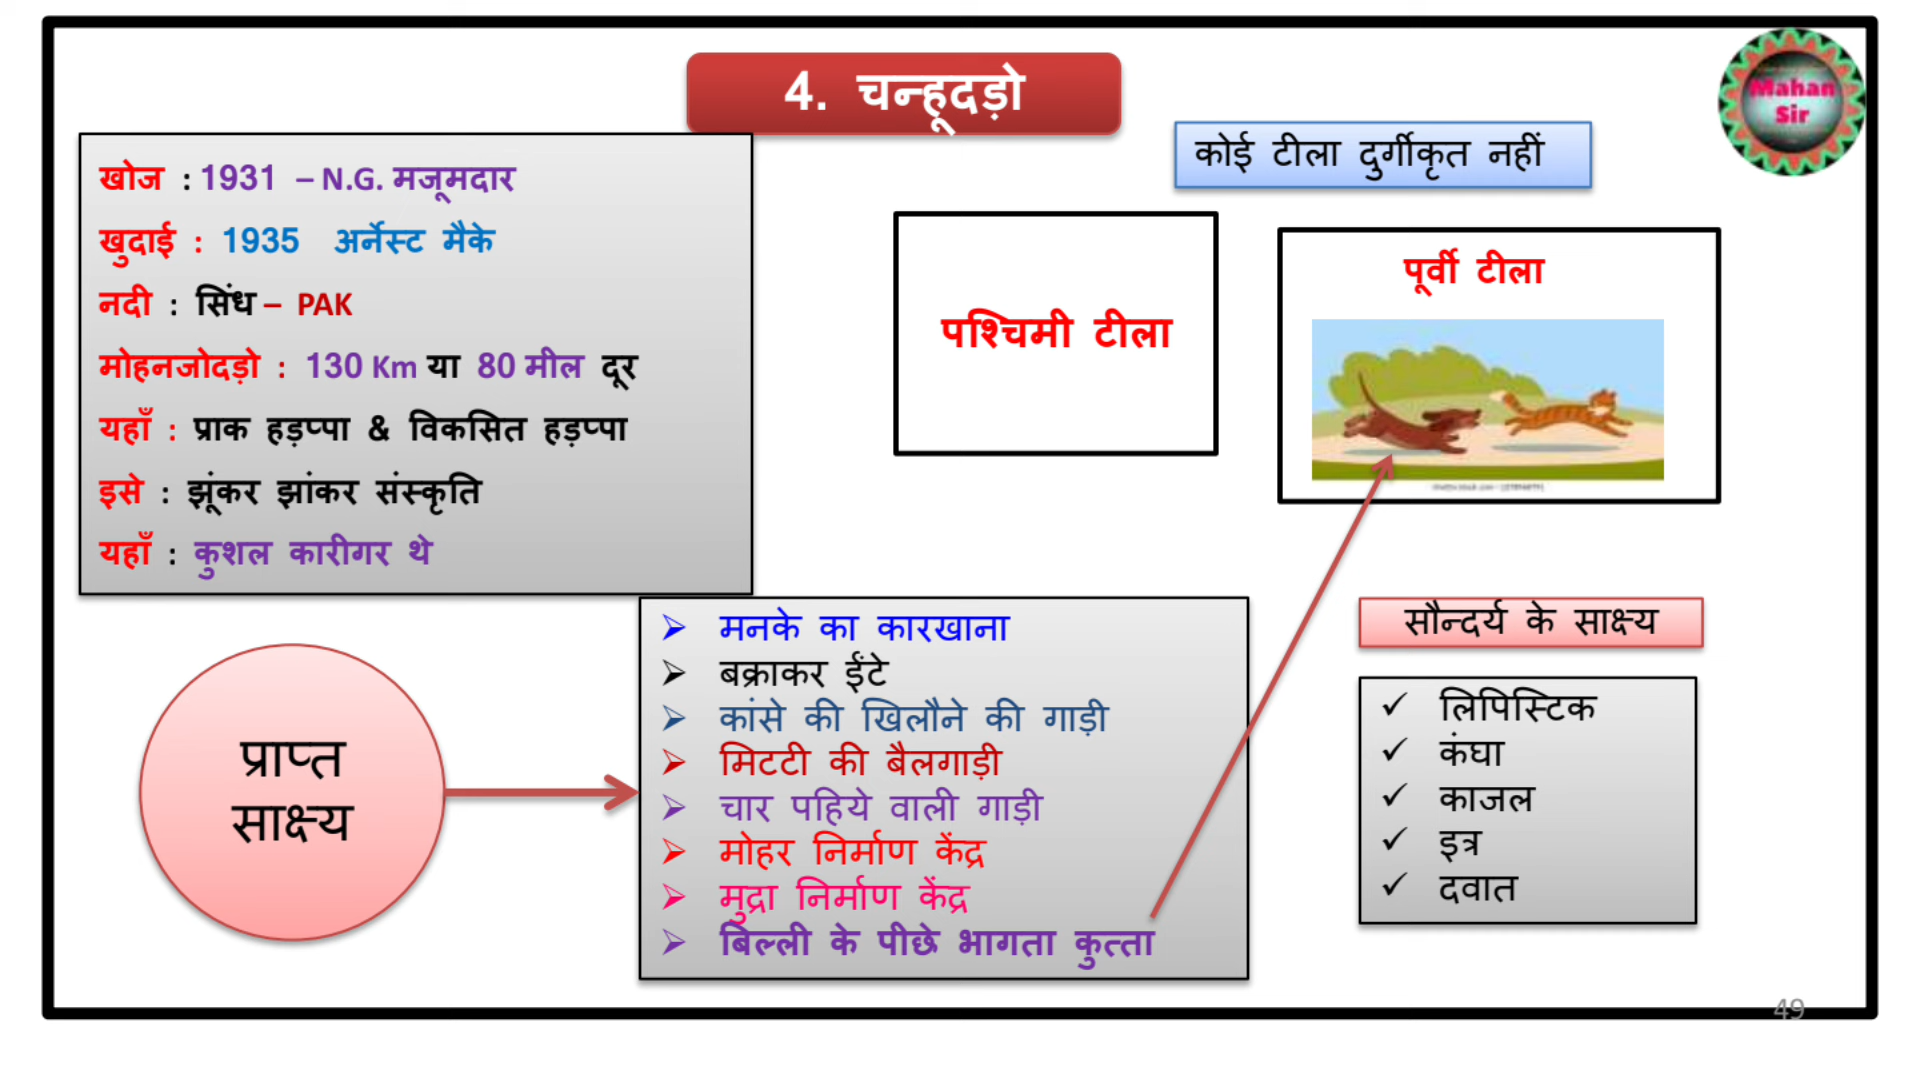 4. चन्हूदड़ो
Mahan
Sir
कोई टीला दुर्गीकृत नहीं
खोज : 1931 – N.G. मजूमदार
खुदाई : 1935 अर्नेस्ट मैके
नदी : सिंध – PAK
मोहनजोदड़ो : 130 Km या 80 मील दूर
यहाँ : प्राक हड़प्पा & विकसित हड़प्पा
इसे : झूंकर झांकर संस्कृति
यहाँ : कुशल कारीगर थे
पश्चिमी टीला
पूर्वी टीला
प्राप्त
साक्ष्य
➢ मनके का कारखाना
➢ बक्राकर ईंटे
➢ कांसे की खिलौने की गाड़ी
➢ मिटटी की बैलगाड़ी
➢ चार पहिये वाली गाड़ी
➢ मोहर निर्माण केंद्र
➢ मुद्रा निर्माण केंद्र
➢ बिल्ली के पीछे भागता कुत्ता
सौन्दर्य के साक्ष्य
✓ लिपिस्टिक
✓ कंघा
✓ काजल
✓ इत्र
✓ दवात
49